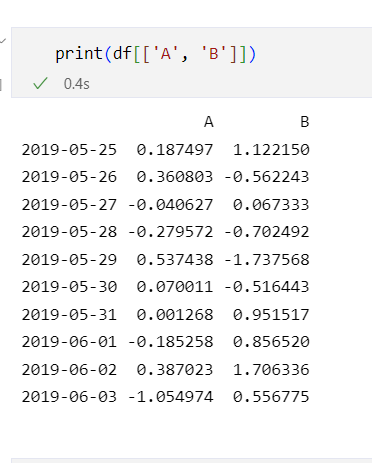 print(df[['A', 'B']])
0.4s
A B
2019-05-25 0.187497 1.122150
2019-05-26 0.360803 -0.562243
2019-05-27 -0.040627 0.067333
2019-05-28 -0.279572 -0.702492
2019-05-29 0.537438 -1.737568
2019-05-30 0.070011 -0.516443
2019-05-31 0.001268 0.951517
2019-06-01 -0.185258 0.856520
2019-06-02 0.387023 1.706336
2019-06-03 -1.054974 0.556775